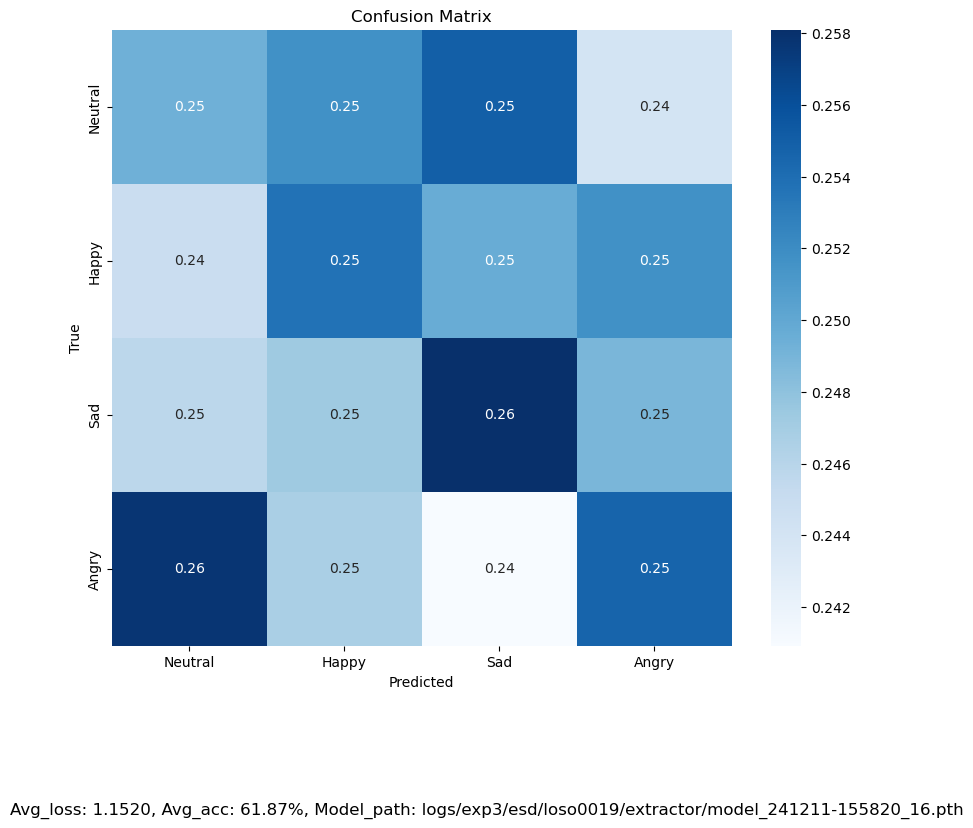 Confusion Matrix
0.258
0.25 0.25 0.25 0.24
Neutral
0.256
0.254
0.24 0.25 0.25 0.25
Happy
0.252
0.250
True
0.25 0.25 0.26 0.25
Sad
0.248
0.246
0.26 0.25 0.24 0.25
Angry
0.244
0.242
Neutral Happy Sad Angry
Predicted
Avg_loss: 1.1520, Avg_acc: 61.87%, Model_path: logs/exp3/esd/loso0019/extractor/model_241211-155820_16.pth